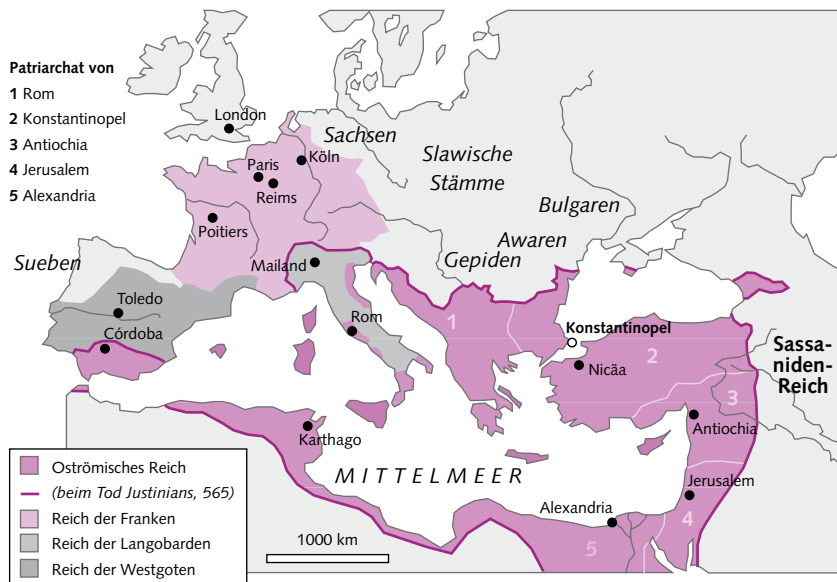 Patriarchat von
1 Rom
2 Konstantinopel
3 Antiochia
4 Jerusalem
5 Alexandria
London
Sachsen
Köln
Paris
Reims
Slawische
Stämme
Poitiers
Bulgaren
Awaren
Gepiden
Sueben
Mailand
Toledo
Rom
1
Konstantinopel
Córdoba
2
Nicäa
Sassa-
niden-
Reich
3
Antiochia
Karthago
MITTELMEER
Jerusalem
Alexandria
4
5
Oströmisches Reich
(beim Tod Justinians, 565)
Reich der Franken
Reich der Langobarden
Reich der Westgoten
1000 km